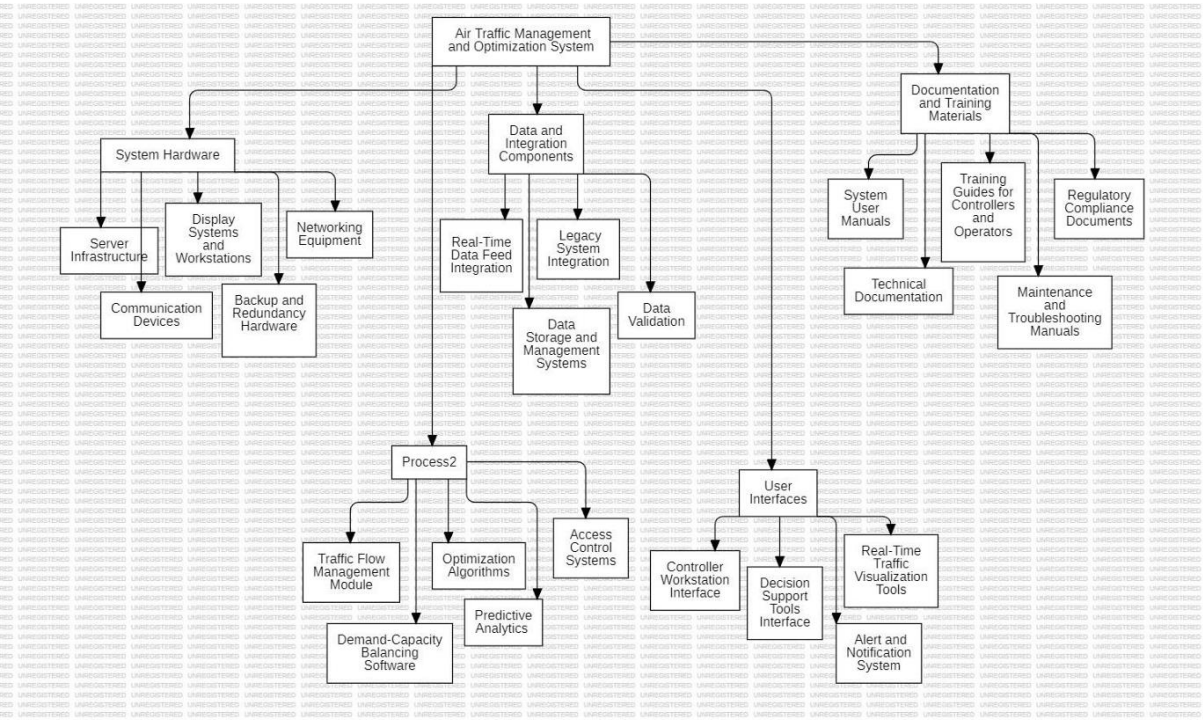 Air Traffic Management
and Optimization System
Documentation
and Training
Materials
Data and
Integration
Components
System Hardware
System
User
Manuals
Training
Guides for
Controllers
and
Operators
Regulatory
Compliance
Documents
Server
Infrastructure
Display
Systems
and
Workstations
Networking
Equipment
Real-Time
Data Feed
Integration
Legacy
System
Integration
Technical
Documentation
Maintenance
and
Troubleshooting
Manuals
Communication
Devices
Backup and
Redundancy
Hardware
Data
Storage and
Management
Systems
Data
Validation
Process2
User
Interfaces
Traffic Flow
Management
Module
Optimization
Algorithms
Access
Control
Systems
Controller
Workstation
Interface
Decision
Support
Tools
Interface
Real-Time
Traffic
Visualization
Tools
Predictive
Analytics
Demand-Capacity
Balancing
Software
Alert and
Notification
System
UNREGISTERED